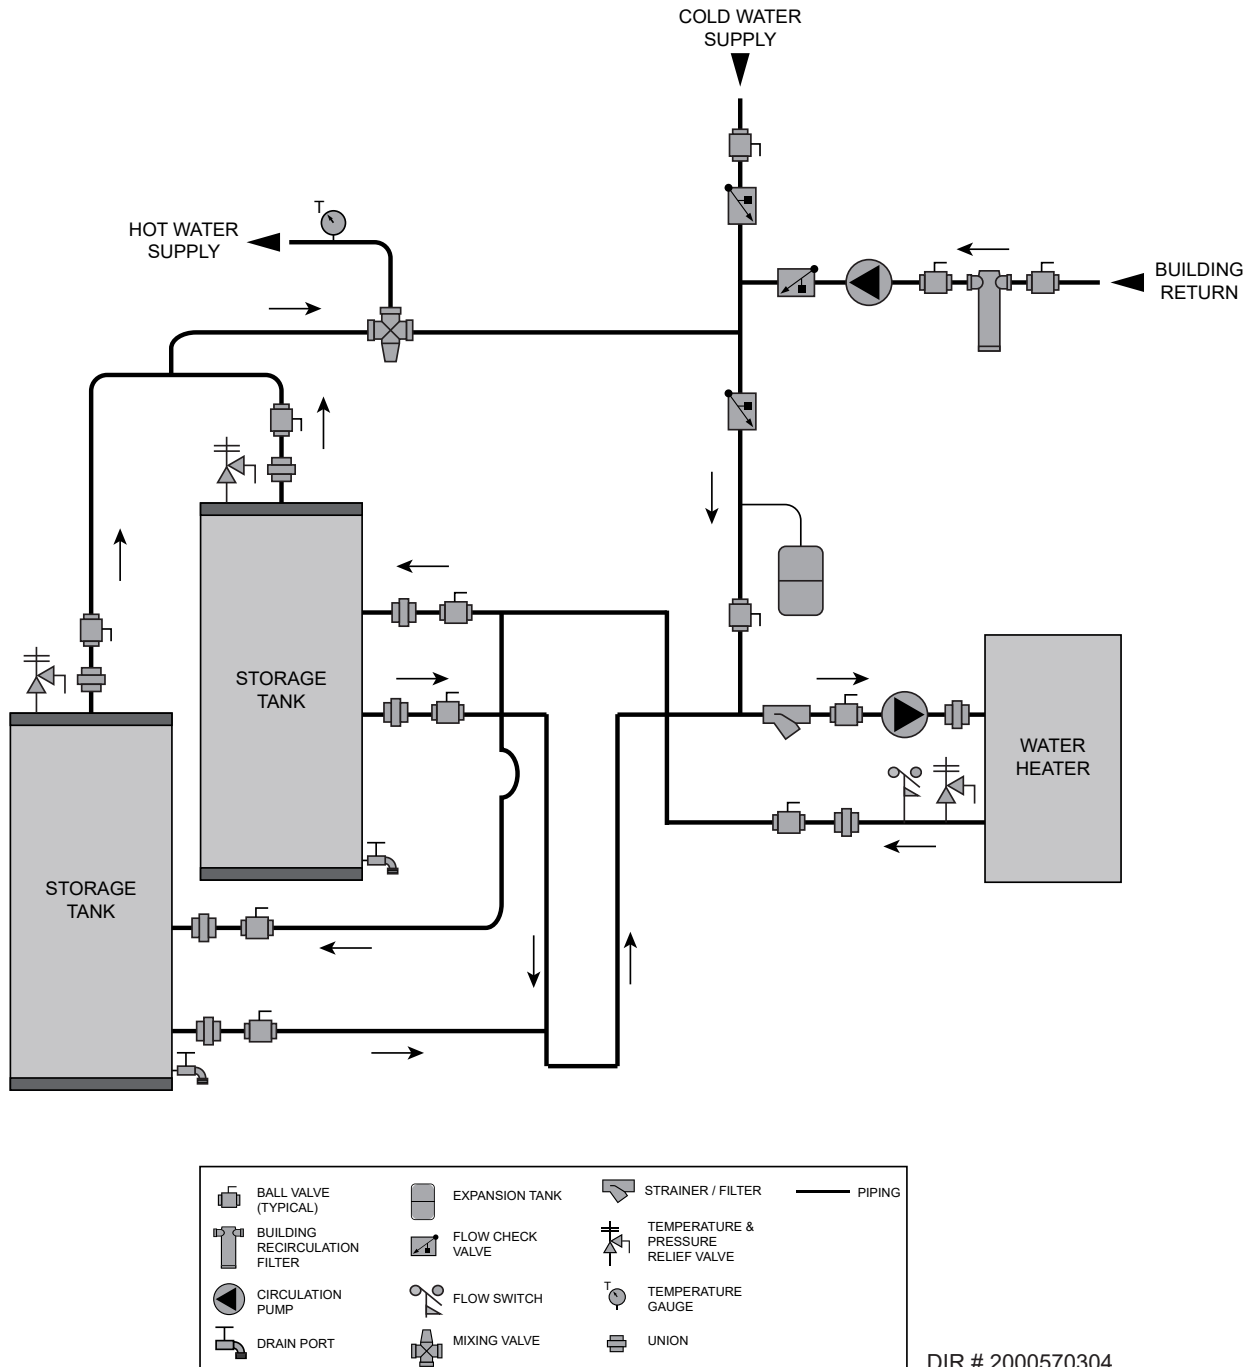 COLD WATER
SUPPLY
HOT WATER
SUPPLY
T
BUILDING
RETURN
STORAGE
TANK
WATER
HEATER
STORAGE
TANK
BALL VALVE
(TYPICAL)
BUILDING
RECIRCULATION
FILTER
CIRCULATION
PUMP
DRAIN PORT
EXPANSION TANK
FLOW CHECK
VALVE
FLOW SWITCH
MIXING VALVE
STRAINER / FILTER
TEMPERATURE &
PRESSURE
RELIEF VALVE
T
TEMPERATURE
GAUGE
UNION
PIPING
DIR # 2000570304